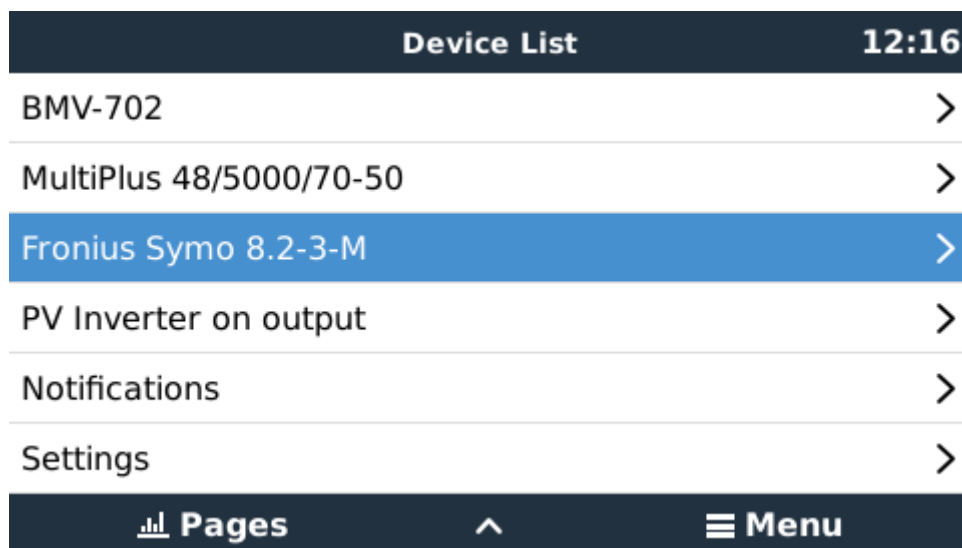 Device List 12:16
BMV-702
MultiPlus 48/5000/70-50
Fronius Symo 8.2-3-M
PV Inverter on output
Notifications
Settings
Pages Menu